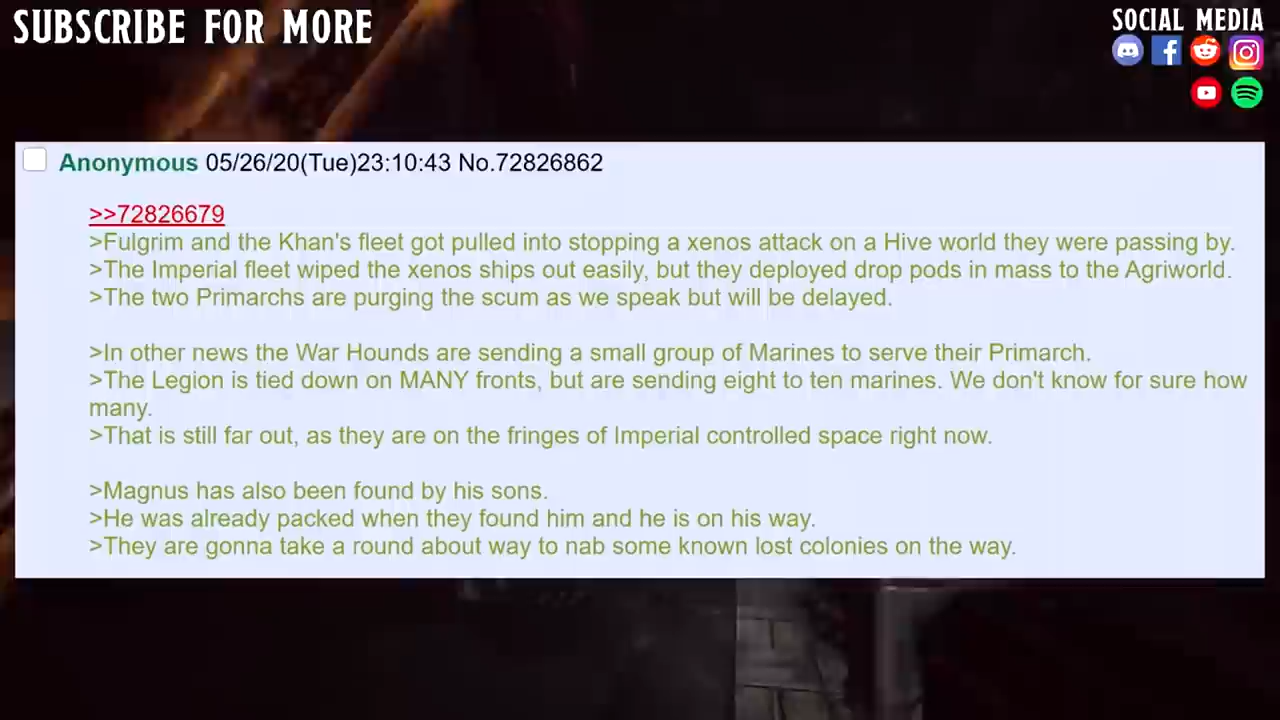 SUBSCRIBE FOR MORE
SOCIAL MEDIA
Anonymous 05/26/20(Tue)23:10:43 No.72826862
>>72826679
>Fulgrim and the Khan's fleet got pulled into stopping a xenos attack on a Hive world they were passing by.
>The Imperial fleet wiped the xenos ships out easily, but they deployed drop pods in mass to the Agriworld.
>The two Primarchs are purging the scum as we speak but will be delayed.
>In other news the War Hounds are sending a small group of Marines to serve their Primarch.
>The Legion is tied down on MANY fronts, but are sending eight to ten marines. We don't know for sure how
many.
>That is still far out, as they are on the fringes of Imperial controlled space right now.
>Magnus has also been found by his sons.
>He was already packed when they found him and he is on his way.
>They are gonna take a round about way to nab some known lost colonies on the way.